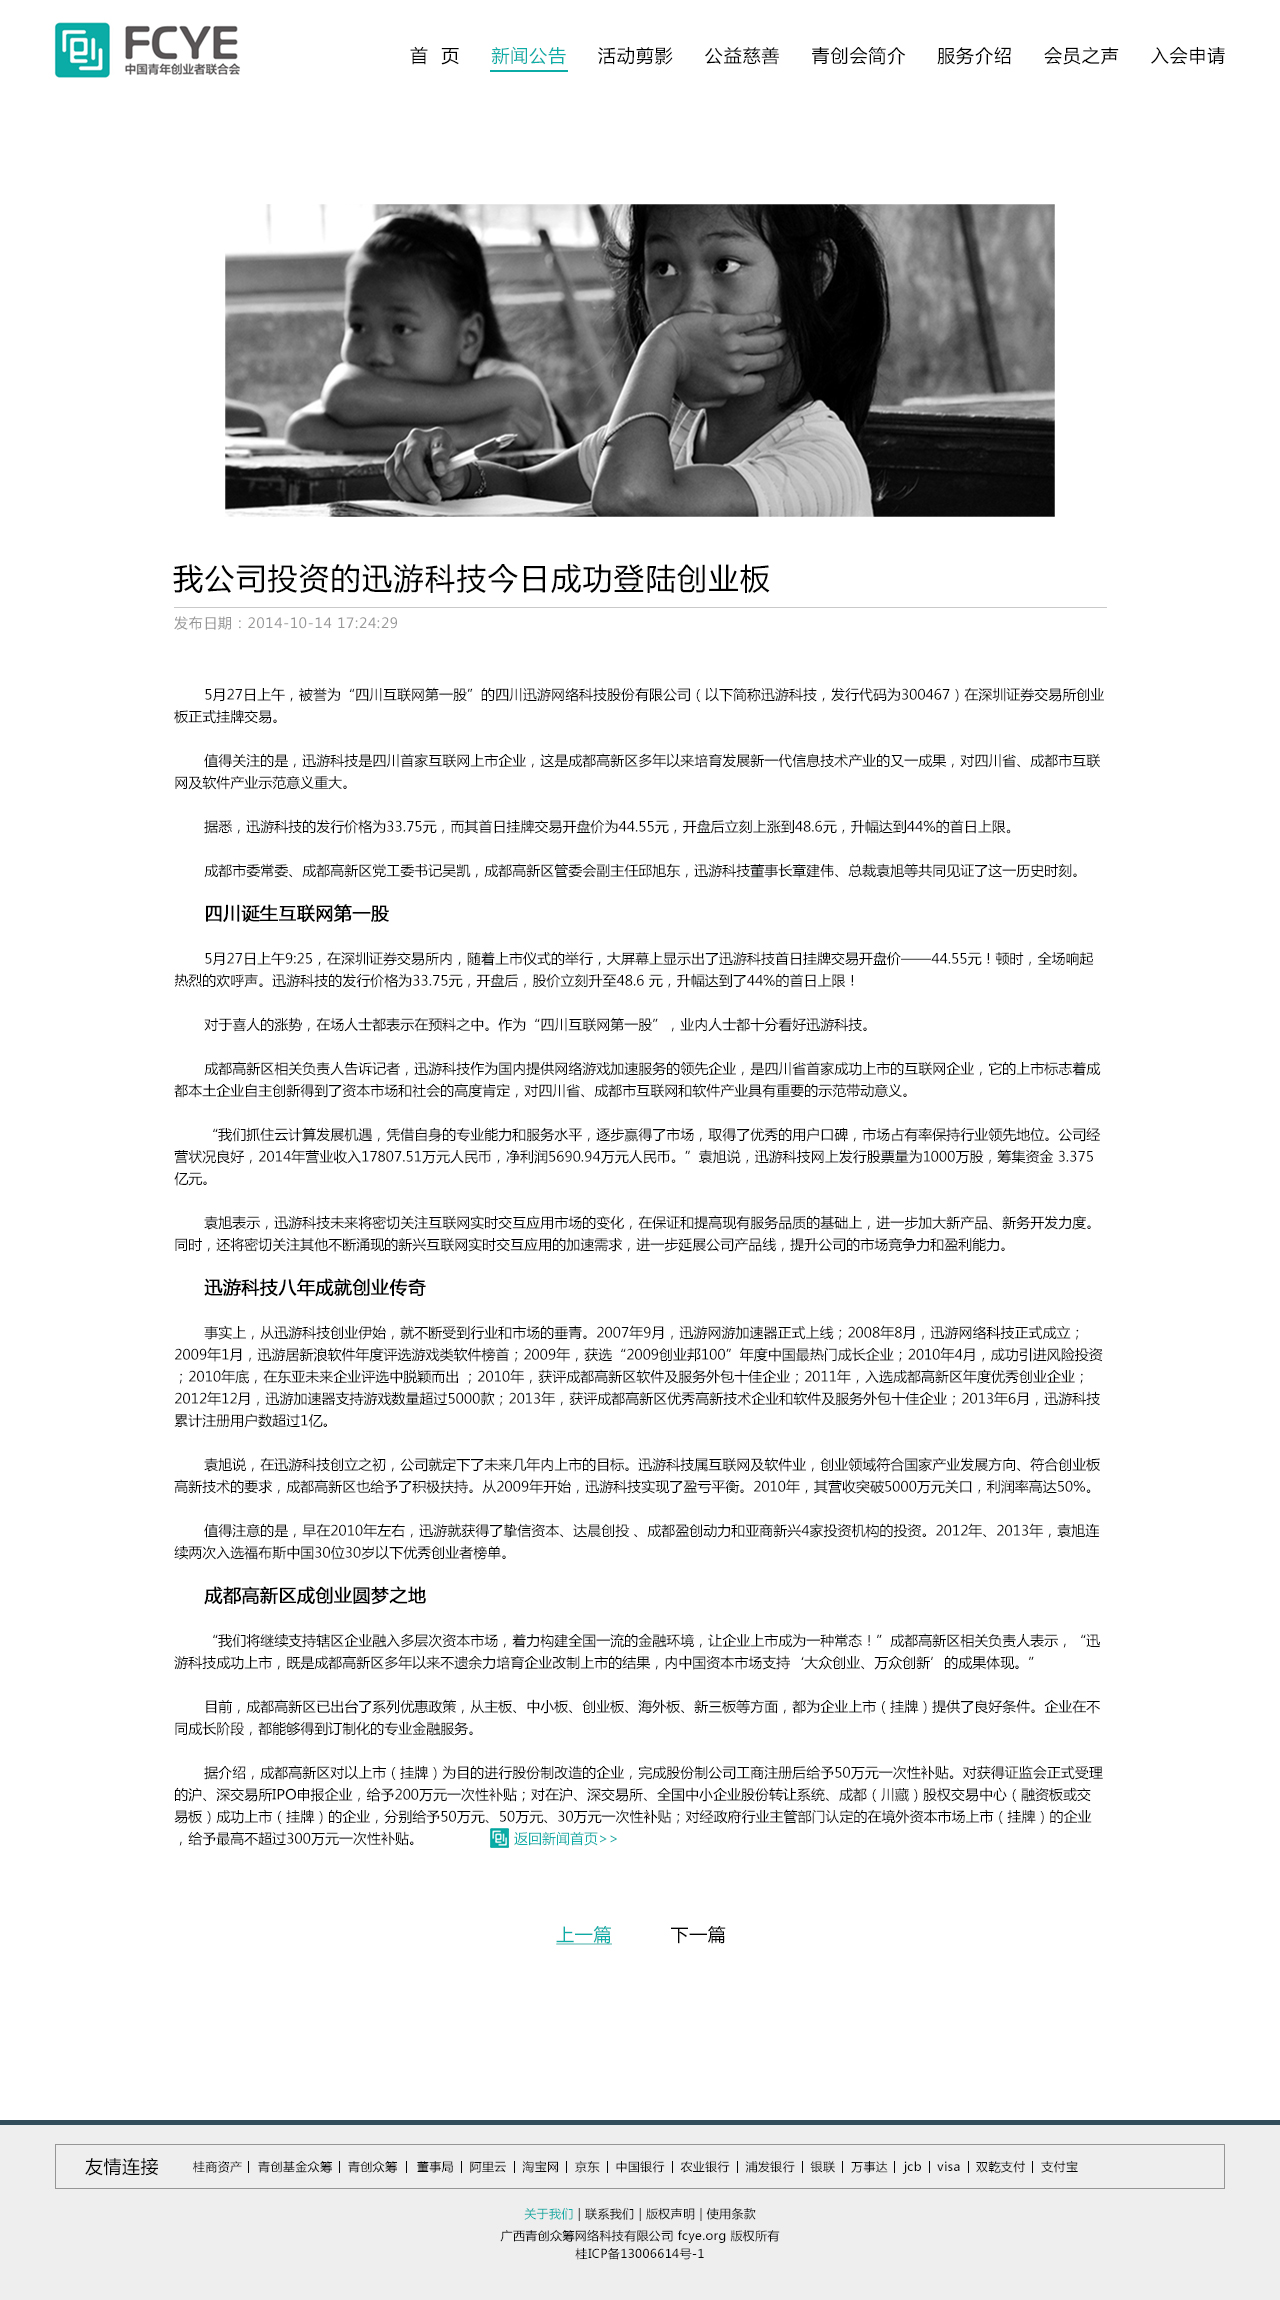 FCYE
中国青年创业者联合会
首 页 新闻公告 活动剪影 公益慈善 青创会简介 服务介绍 会员之声 入会申请
我公司投资的迅游科技今日成功登陆创业板
发布日期：2014-10-14 17:24:29
5月27日上午，被誉为“四川互联网第一股”的四川迅游网络科技股份有限公司（以下简称迅游科技，发行代码为300467）在深圳证券交易所创业
板正式挂牌交易。
值得关注的是，迅游科技是四川首家互联网上市企业，这是成都高新区多年以来培育发展新一代信息技术产业的又一成果，对四川省、成都市互联
网及软件产业示范意义重大。
据悉，迅游科技的发行价格为33.75元，而其首日挂牌交易开盘价为44.55元，开盘后立刻上涨到48.6元，升幅达到44%的首日上限。
成都市委常委、成都高新区党工委书记吴凯，成都高新区管委会副主任邱旭东，迅游科技董事长章建伟、总裁袁旭等共同见证了这一历史时刻。
四川诞生互联网第一股
5月27日上午9:25，在深圳证券交易所内，随着上市仪式的举行，大屏幕上显示出了迅游科技首日挂牌交易开盘价——44.55元！顿时，全场响起
热烈的欢呼声。迅游科技的发行价格为33.75元，开盘后，股价立刻升至48.6 元，升幅达到了44%的首日上限！
对于喜人的涨势，在场人士都表示在预料之中。作为“四川互联网第一股”，业内人士都十分看好迅游科技。
成都高新区相关负责人告诉记者，迅游科技作为国内提供网络游戏加速服务的领先企业，是四川省首家成功上市的互联网企业，它的上市标志着成
都本土企业自主创新得到了资本市场和社会的高度肯定，对四川省、成都市互联网和软件产业具有重要的示范带动意义。
“我们抓住云计算发展机遇，凭借自身的专业能力和服务水平，逐步赢得了市场，取得了优秀的用户口碑，市场占有率保持行业领先地位。公司经
营状况良好，2014年营业收入17807.51万元人民币，净利润5690.94万元人民币。”袁旭说，迅游科技网上发行股票量为1000万股，筹集资金 3.375
亿元。
袁旭表示，迅游科技未来将密切关注互联网实时交互应用市场的变化，在保证和提高现有服务品质的基础上，进一步加大新产品、新务开发力度。
同时，还将密切关注其他不断涌现的新兴互联网实时交互应用的加速需求，进一步延展公司产品线，提升公司的市场竞争力和盈利能力。
迅游科技八年成就创业传奇
事实上，从迅游科技创业伊始，就不断受到行业和市场的垂青。2007年9月，迅游网游加速器正式上线；2008年8月，迅游网络科技正式成立；
2009年1月，迅游居新浪软件年度评选游戏类软件榜首；2009年，获选“2009创业邦100”年度中国最热门成长企业；2010年4月，成功引进风险投资
；2010年底，在东亚未来企业评选中脱颖而出 ；2010年，获评成都高新区软件及服务外包十佳企业；2011年，入选成都高新区年度优秀创业企业；
2012年12月，迅游加速器支持游戏数量超过5000款；2013年，获评成都高新区优秀高新技术企业和软件及服务外包十佳企业；2013年6月，迅游科技
累计注册用户数超过1亿。
袁旭说，在迅游科技创立之初，公司就定下了未来几年内上市的目标。迅游科技属互联网及软件业，创业领域符合国家产业发展方向、符合创业板
高新技术的要求，成都高新区也给予了积极扶持。从2009年开始，迅游科技实现了盈亏平衡。2010年，其营收突破5000万元关口，利润率高达50%。
值得注意的是，早在2010年左右，迅游就获得了挚信资本、达晨创投 、成都盈创动力和亚商新兴4家投资机构的投资。2012年、2013年，袁旭连
续两次入选福布斯中国30位30岁以下优秀创业者榜单。
成都高新区成创业圆梦之地
“我们将继续支持辖区企业融入多层次资本市场，着力构建全国一流的金融环境，让企业上市成为一种常态！”成都高新区相关负责人表示，“迅
游科技成功上市，既是成都高新区多年以来不遗余力培育企业改制上市的结果，内中国资本市场支持‘大众创业、万众创新’的成果体现。”
目前，成都高新区已出台了系列优惠政策，从主板、中小板、创业板、海外板、新三板等方面，都为企业上市（挂牌）提供了良好条件。企业在不
同成长阶段，都能够得到订制化的专业金融服务。
据介绍，成都高新区对以上市（挂牌）为目的进行股份制改造的企业，完成股份制公司工商注册后给予50万元一次性补贴。对获得证监会正式受理
的沪、深交易所IPO申报企业，给予200万元一次性补贴；对在沪、深交易所、全国中小企业股份转让系统、成都（川藏）股权交易中心（融资板或交
易板）成功上市（挂牌）的企业，分别给予50万元、50万元、30万元一次性补贴；对经政府行业主管部门认定的在境外资本市场上市（挂牌）的企业
，给予最高不超过300万元一次性补贴。 返回新闻首页>>
上一篇 下一篇
友情连接 桂商资产 | 青创基金众筹 | 青创众筹 | 董事局 | 阿里云 | 淘宝网 | 京东 | 中国银行 | 农业银行 | 浦发银行 | 银联 | 万事达 | jcb | visa | 双乾支付 | 支付宝
关于我们 | 联系我们 | 版权声明 | 使用条款
广西青创众筹网络科技有限公司 fcye.org 版权所有
桂ICP备13006614号-1